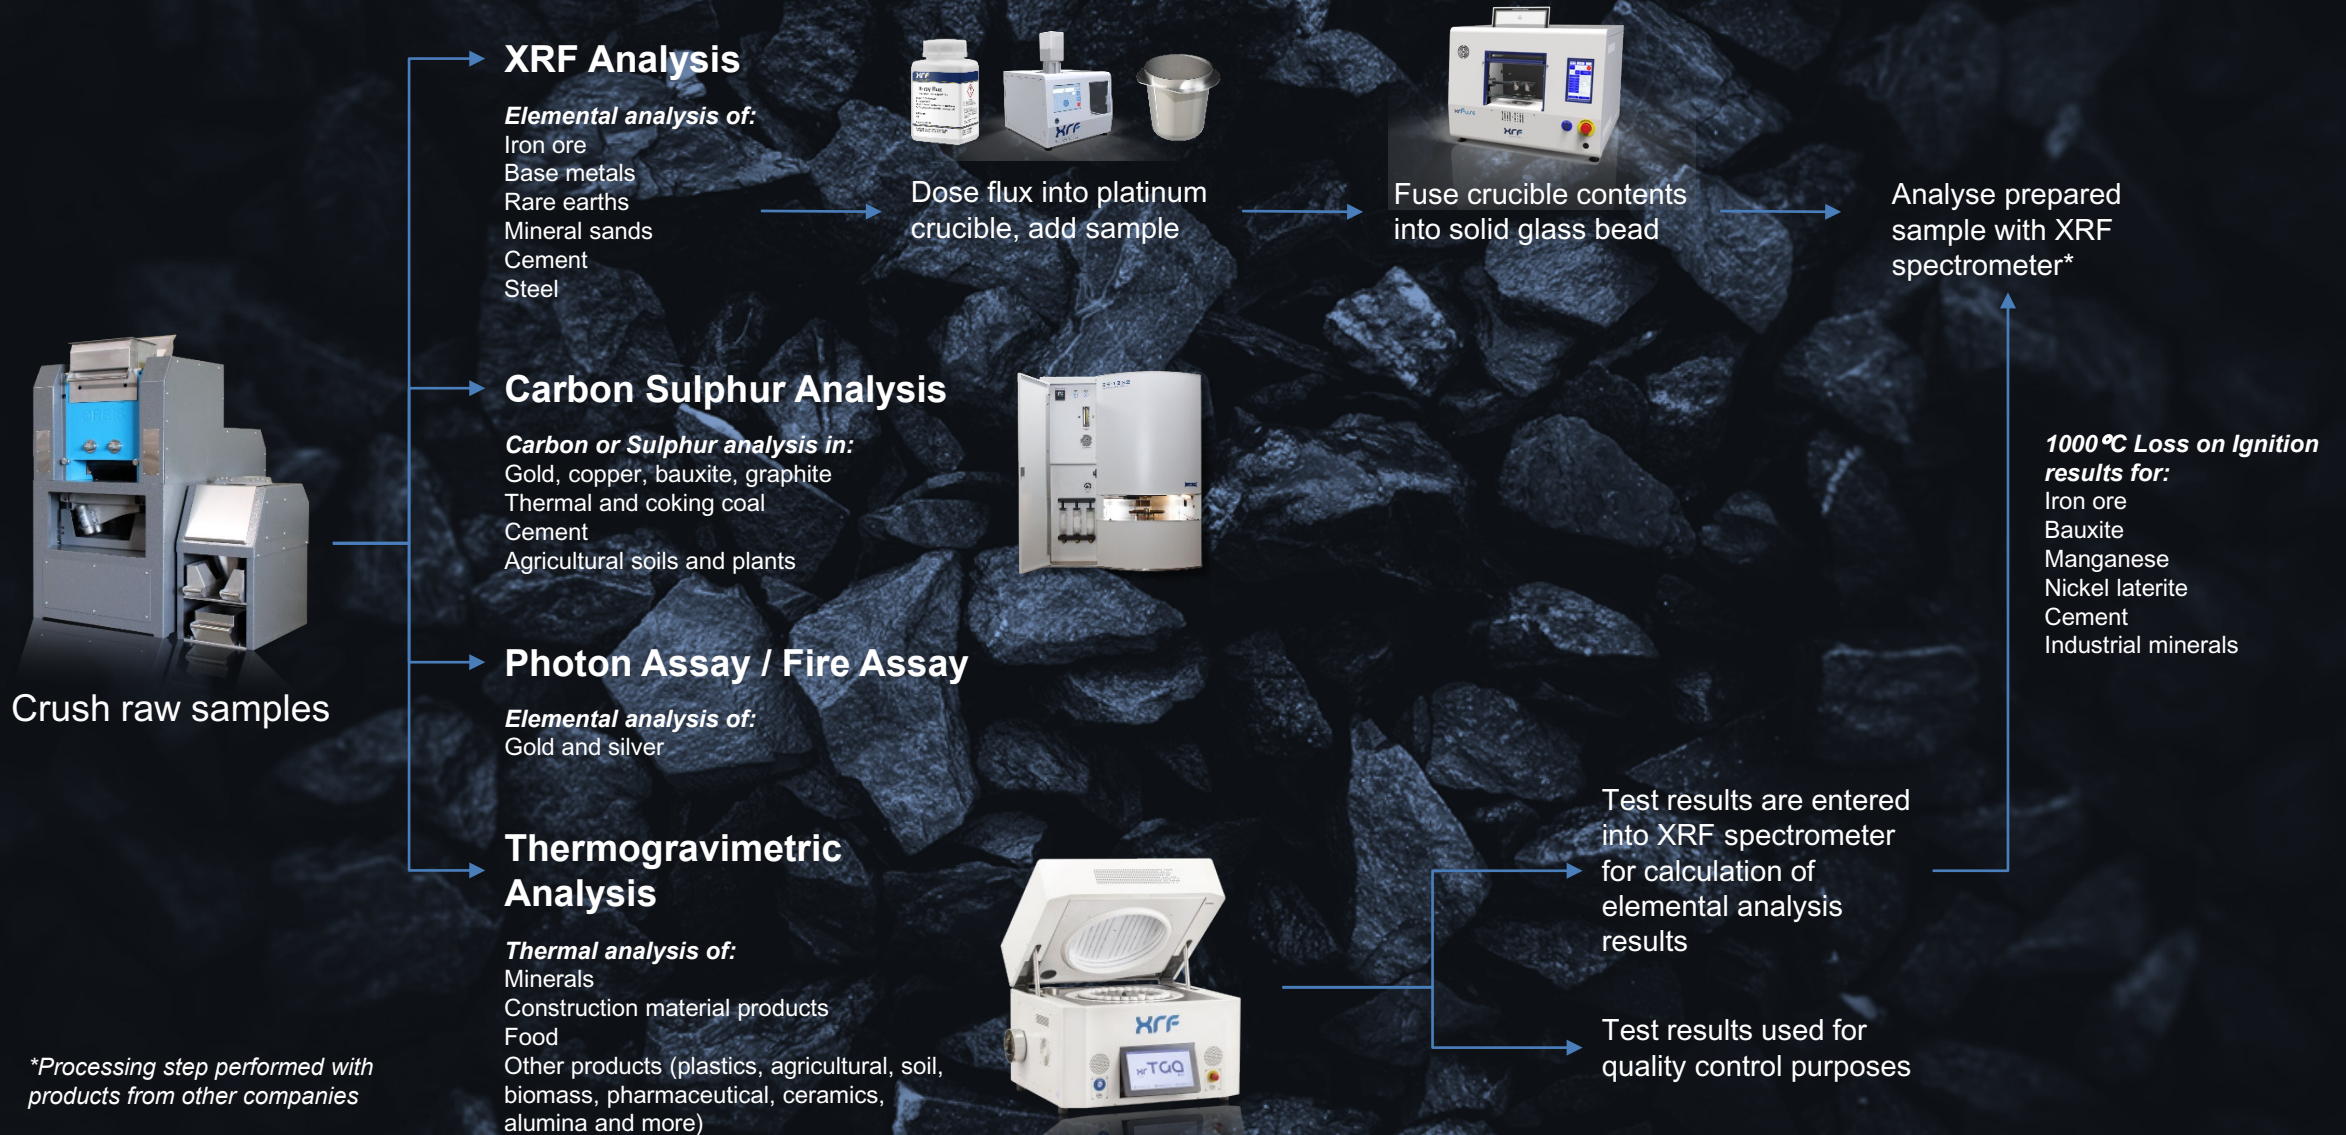 XRF Analysis
Elemental analysis of:
Iron ore
Base metals
Rare earths
Mineral sands
Cement
Steel
xrf
xrf
Dose flux into platinum
crucible, add sample
xrf
Fuse crucible contents
into solid glass bead
Analyse prepared
sample with XRF
spectrometer*
Crush raw samples
Carbon Sulphur Analysis
Carbon or Sulphur analysis in:
Gold, copper, bauxite, graphite
Thermal and coking coal
Cement
Agricultural soils and plants
1000ºC Loss on Ignition
results for:
Iron ore
Bauxite
Manganese
Nickel laterite
Cement
Industrial minerals
Photon Assay / Fire Assay
Elemental analysis of:
Gold and silver
Thermogravimetric
Analysis
Thermal analysis of:
Minerals
Construction material products
Food
Other products (plastics, agricultural, soil,
biomass, pharmaceutical, ceramics,
alumina and more)
xrf
xrTGA
Test results are entered
into XRF spectrometer
for calculation of
elemental analysis
results
Test results used for
quality control purposes
*Processing step performed with
products from other companies